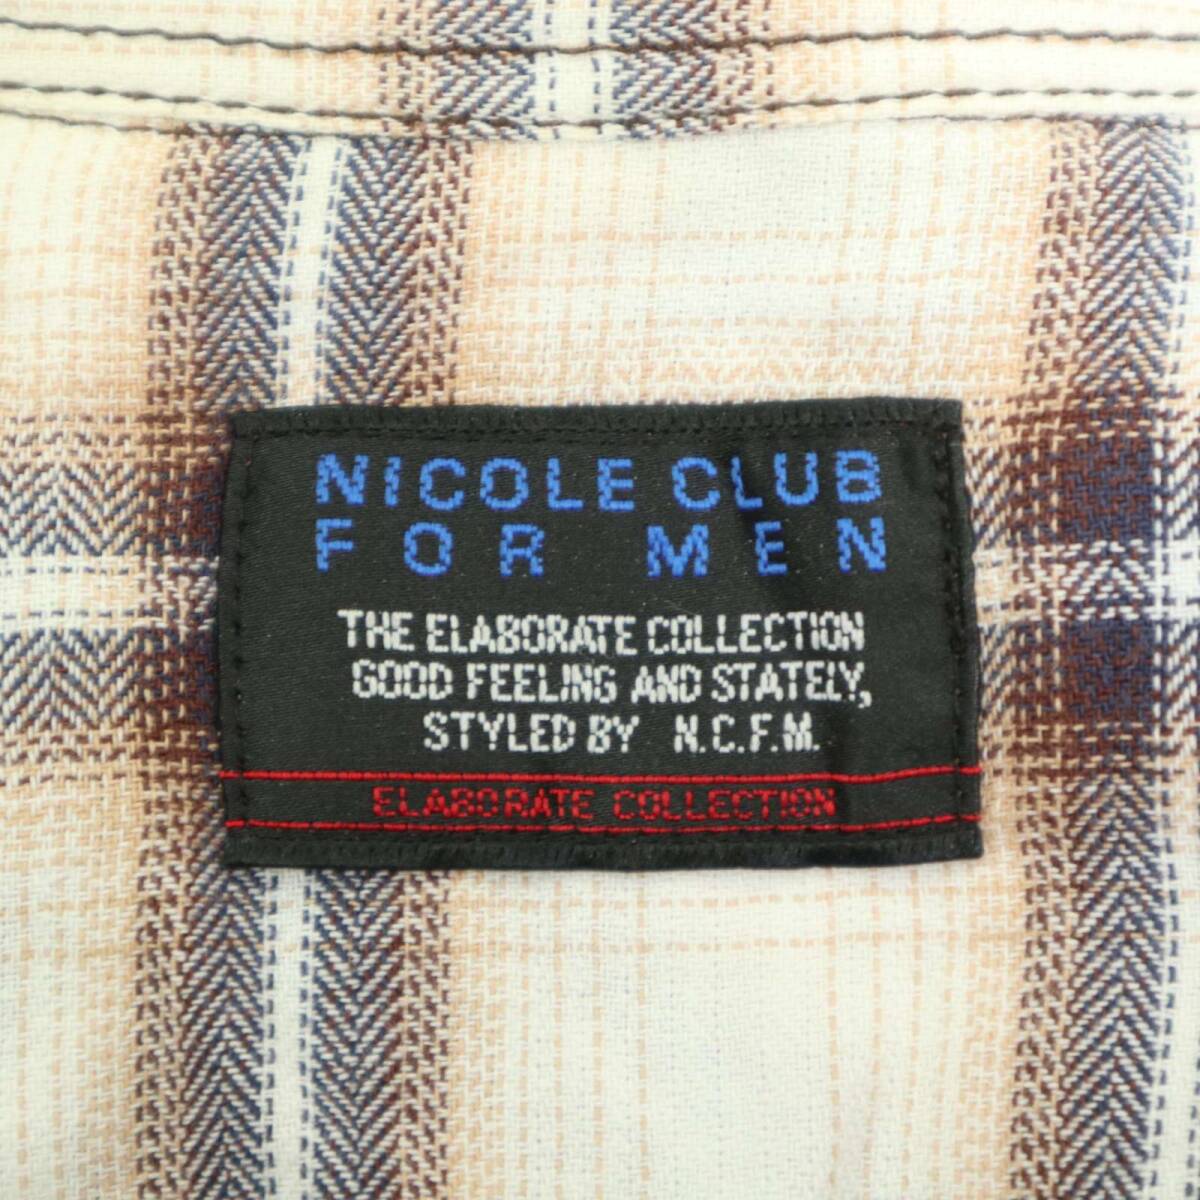 NICOLE CLUB
FOR MEN
THE ELABORATE COLLECTION
GOOD FEELING AND STATELY,
STYLED BY N.C.F.M.
ELABORATE COLLECTION